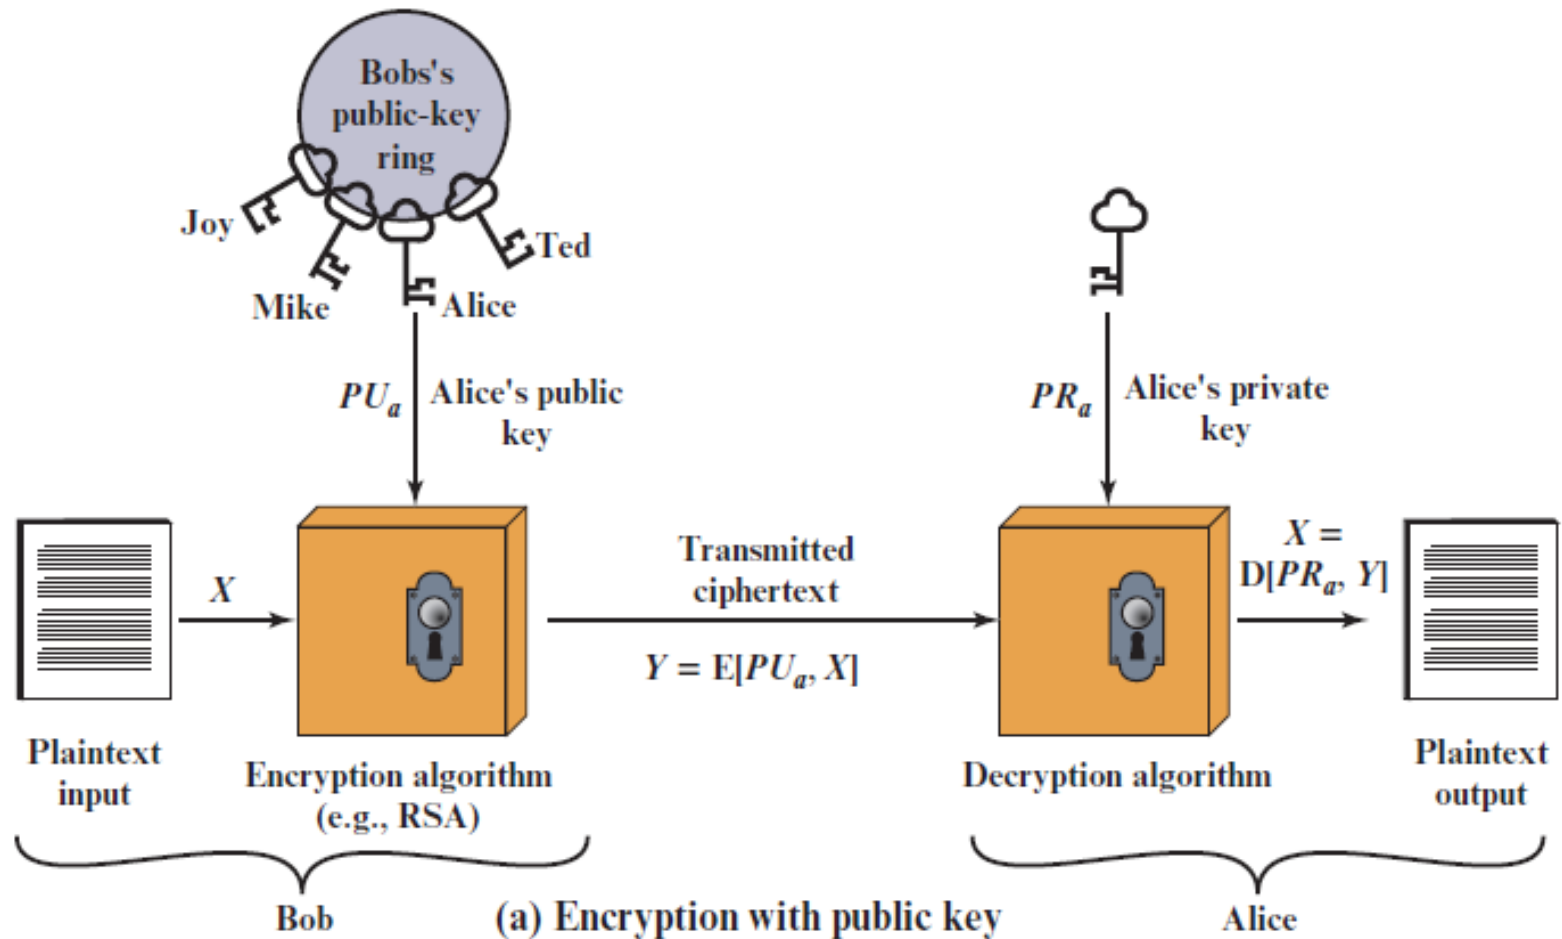 Bobs's
public-key
ring
Joy
Mike
Alice
Ted
PUa
Alice's public
key
PRa
Alice's private
key
X
Transmitted
ciphertext
Y = E[PUa, X]
X =
D[PRa, Y]
Plaintext
input
Encryption algorithm
(e.g., RSA)
Decryption algorithm
Plaintext
output
Bob
(a) Encryption with public key
Alice